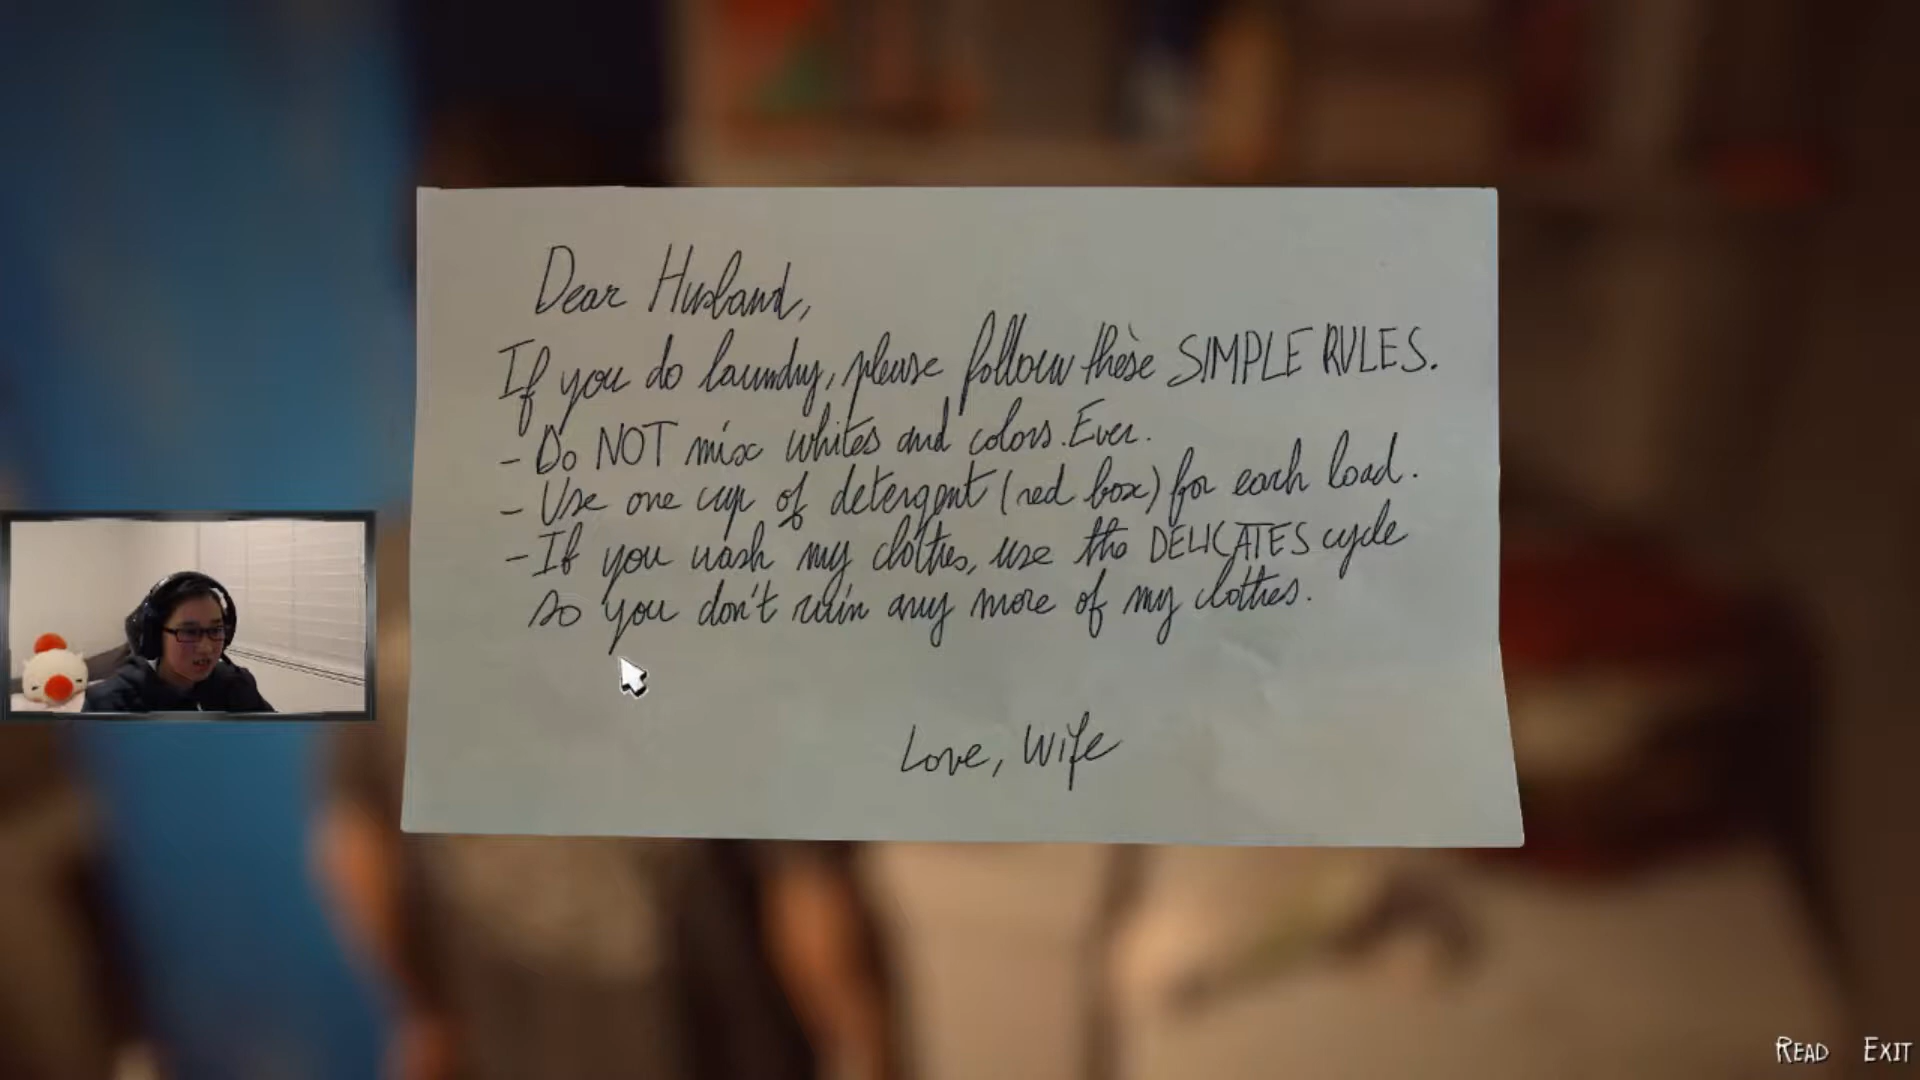 Dear Husband,
If you do laundry, please follow these SIMPLE RULES.
- Do NOT mix whites and colors. Ever.
- Use one cup of detergent (red box) for each load.
- If you wash my clothes, use the DELICATES cycle
so you don't ruin any more of my clothes.
Love, Wife
READ EXIT